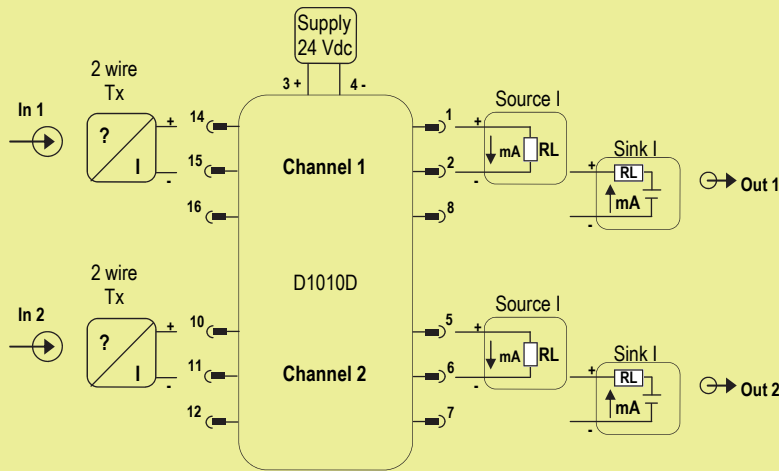 Supply
24 Vdc
3 +
4 -
2 wire
Tx
In 1
?
I
+
-
14
15
16
Channel 1
1
2
8
Source I
+
-
mA
RL
Sink I
+
-
RL
mA
Out 1
D1010D
2 wire
Tx
In 2
?
I
+
-
10
11
12
Channel 2
5
6
7
Source I
+
-
mA
RL
Sink I
+
-
RL
mA
Out 2